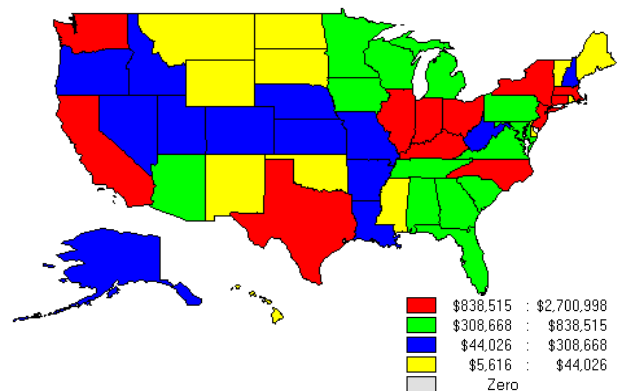 $838,515 : $2,700,998
$308,668 : $838,515
$44,026 : $308,668
$5,616 : $44,026
Zero